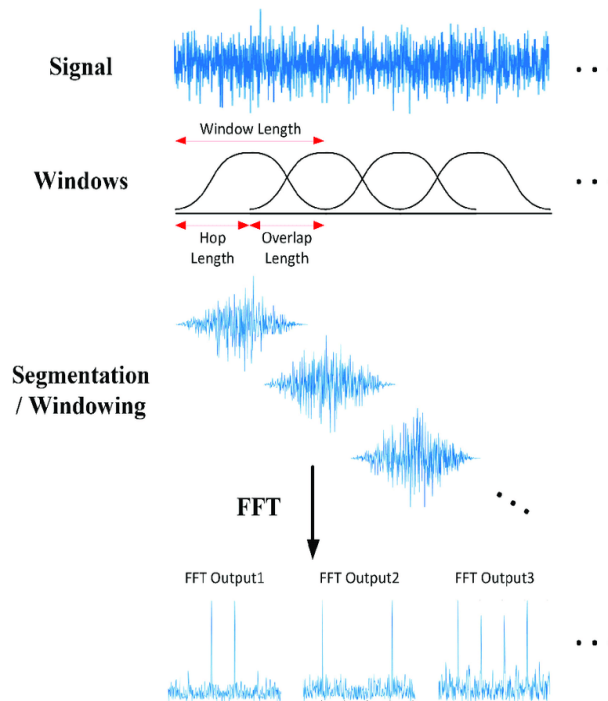 Signal
Window Length
Windows
Hop
Length
Overlap
Length
Segmentation
/ Windowing
FFT
FFT Output1
FFT Output2
FFT Output3